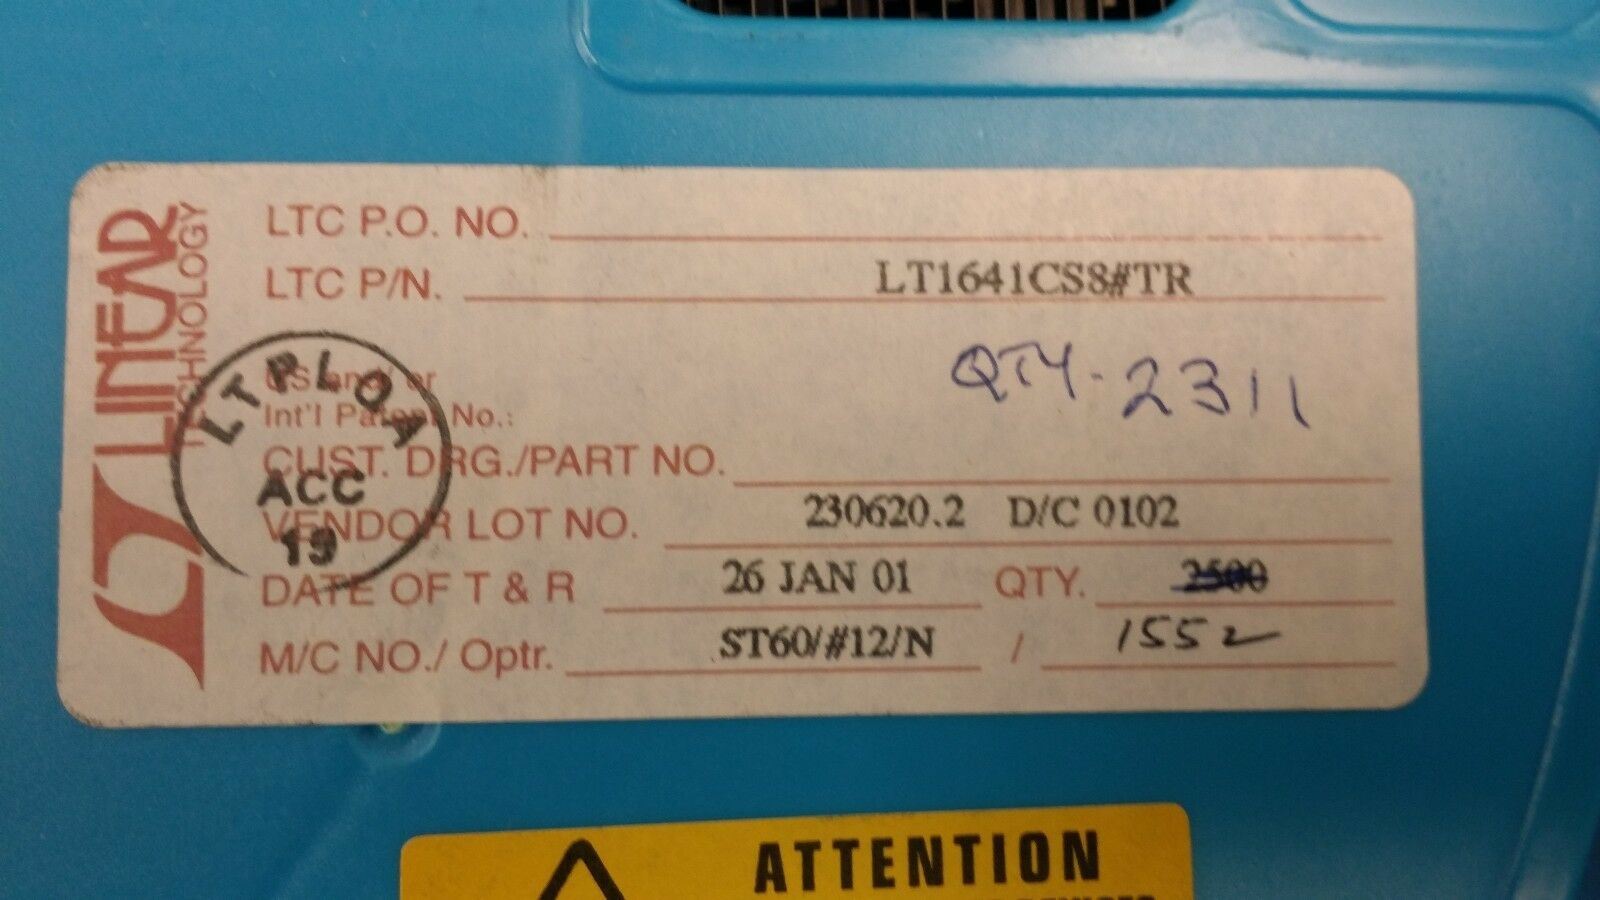 LINEAR
TECHNOLOGY
LTC P.O. NO.
LTC P/N. LT1641CS8#TR
US and/ or
Int'l Patent No.:
QTY-2311
CUST. DRG./PART NO.
VENDOR LOT NO. 230620.2 D/C 0102
DATE OF T & R 26 JAN 01 QTY. 2500
M/C NO./ Optr. ST60/#12/N / 1552
LTPLOA
ACC
19
ATTENTION